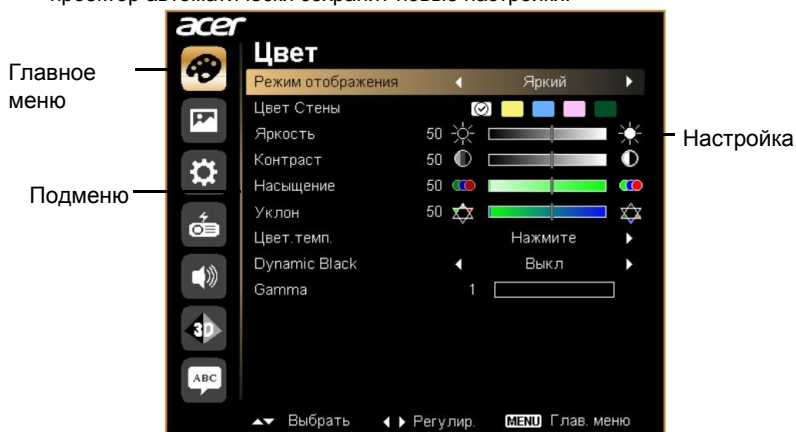 проектор автоматически сохранит новые настройки.
acer
Цвет
Главное меню
Режим отображения Яркий
Цвет Стены
Яркость 50
Настройка
Контраст 50
Насыщение 50
Подменю
Уклон 50
Цвет.темп. Нажмите
Dynamic Black Выкл
Gamma 1
3D
ABC
Выбрать Регулир. MENU Глав. меню